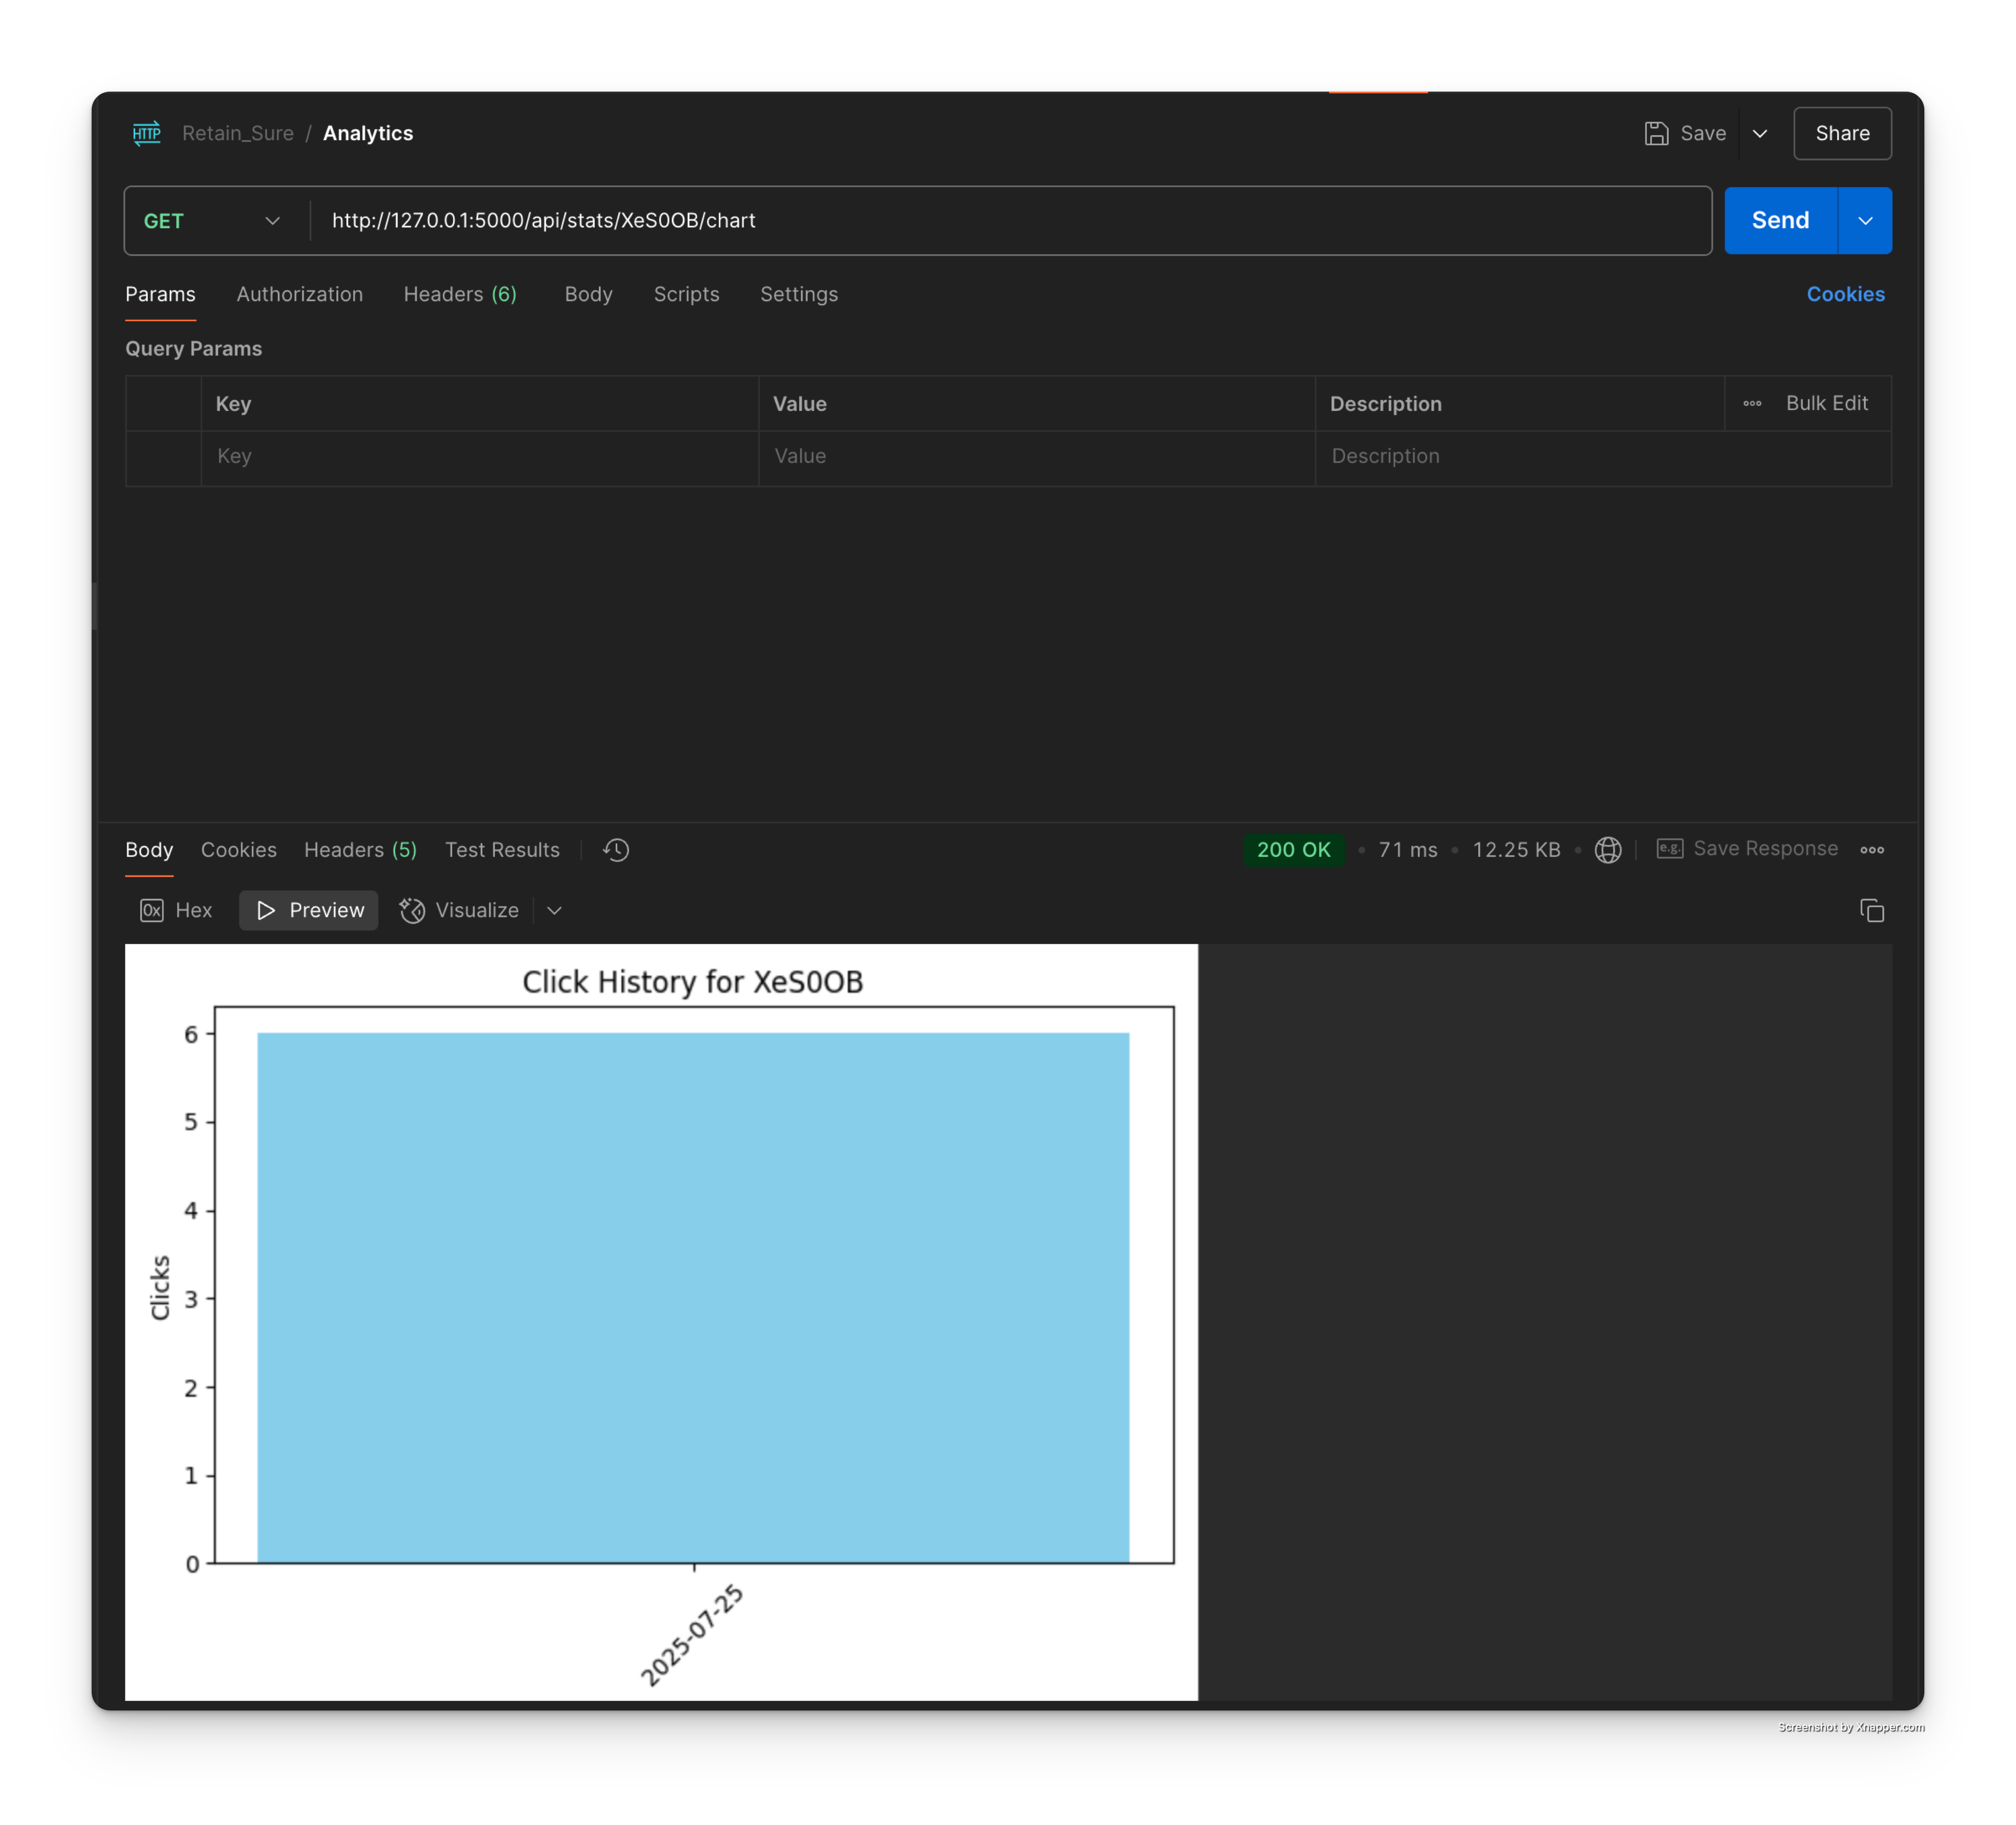 HTTP Retain_Sure / Analytics Save Share
GET http://127.0.0.1:5000/api/stats/XeS0OB/chart Send
Params Authorization Headers (6) Body Scripts Settings Cookies
Query Params
Key Value Description ooo Bulk Edit
Key Value Description
Body Cookies Headers (5) Test Results 200 OK • 71 ms • 12.25 KB • e.g. Save Response ooo
0x Hex Preview Visualize
Click History for XeS0OB
6
5
4
Clicks
3
2
1
0
2025-07-25
Screenshot by Xnapper.com